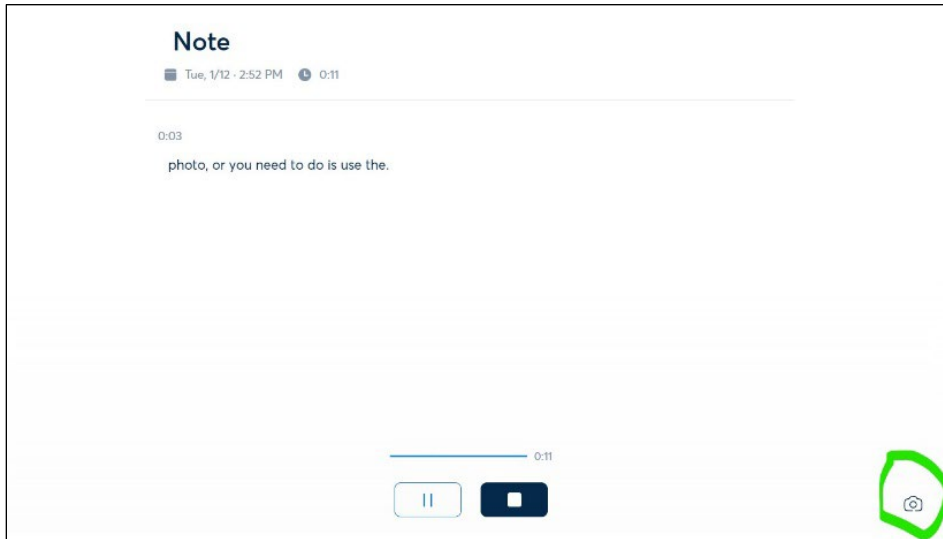 Note
Tue, 1/12 · 2:52 PM 0:11
0:03
photo, or you need to do is use the.
0:11